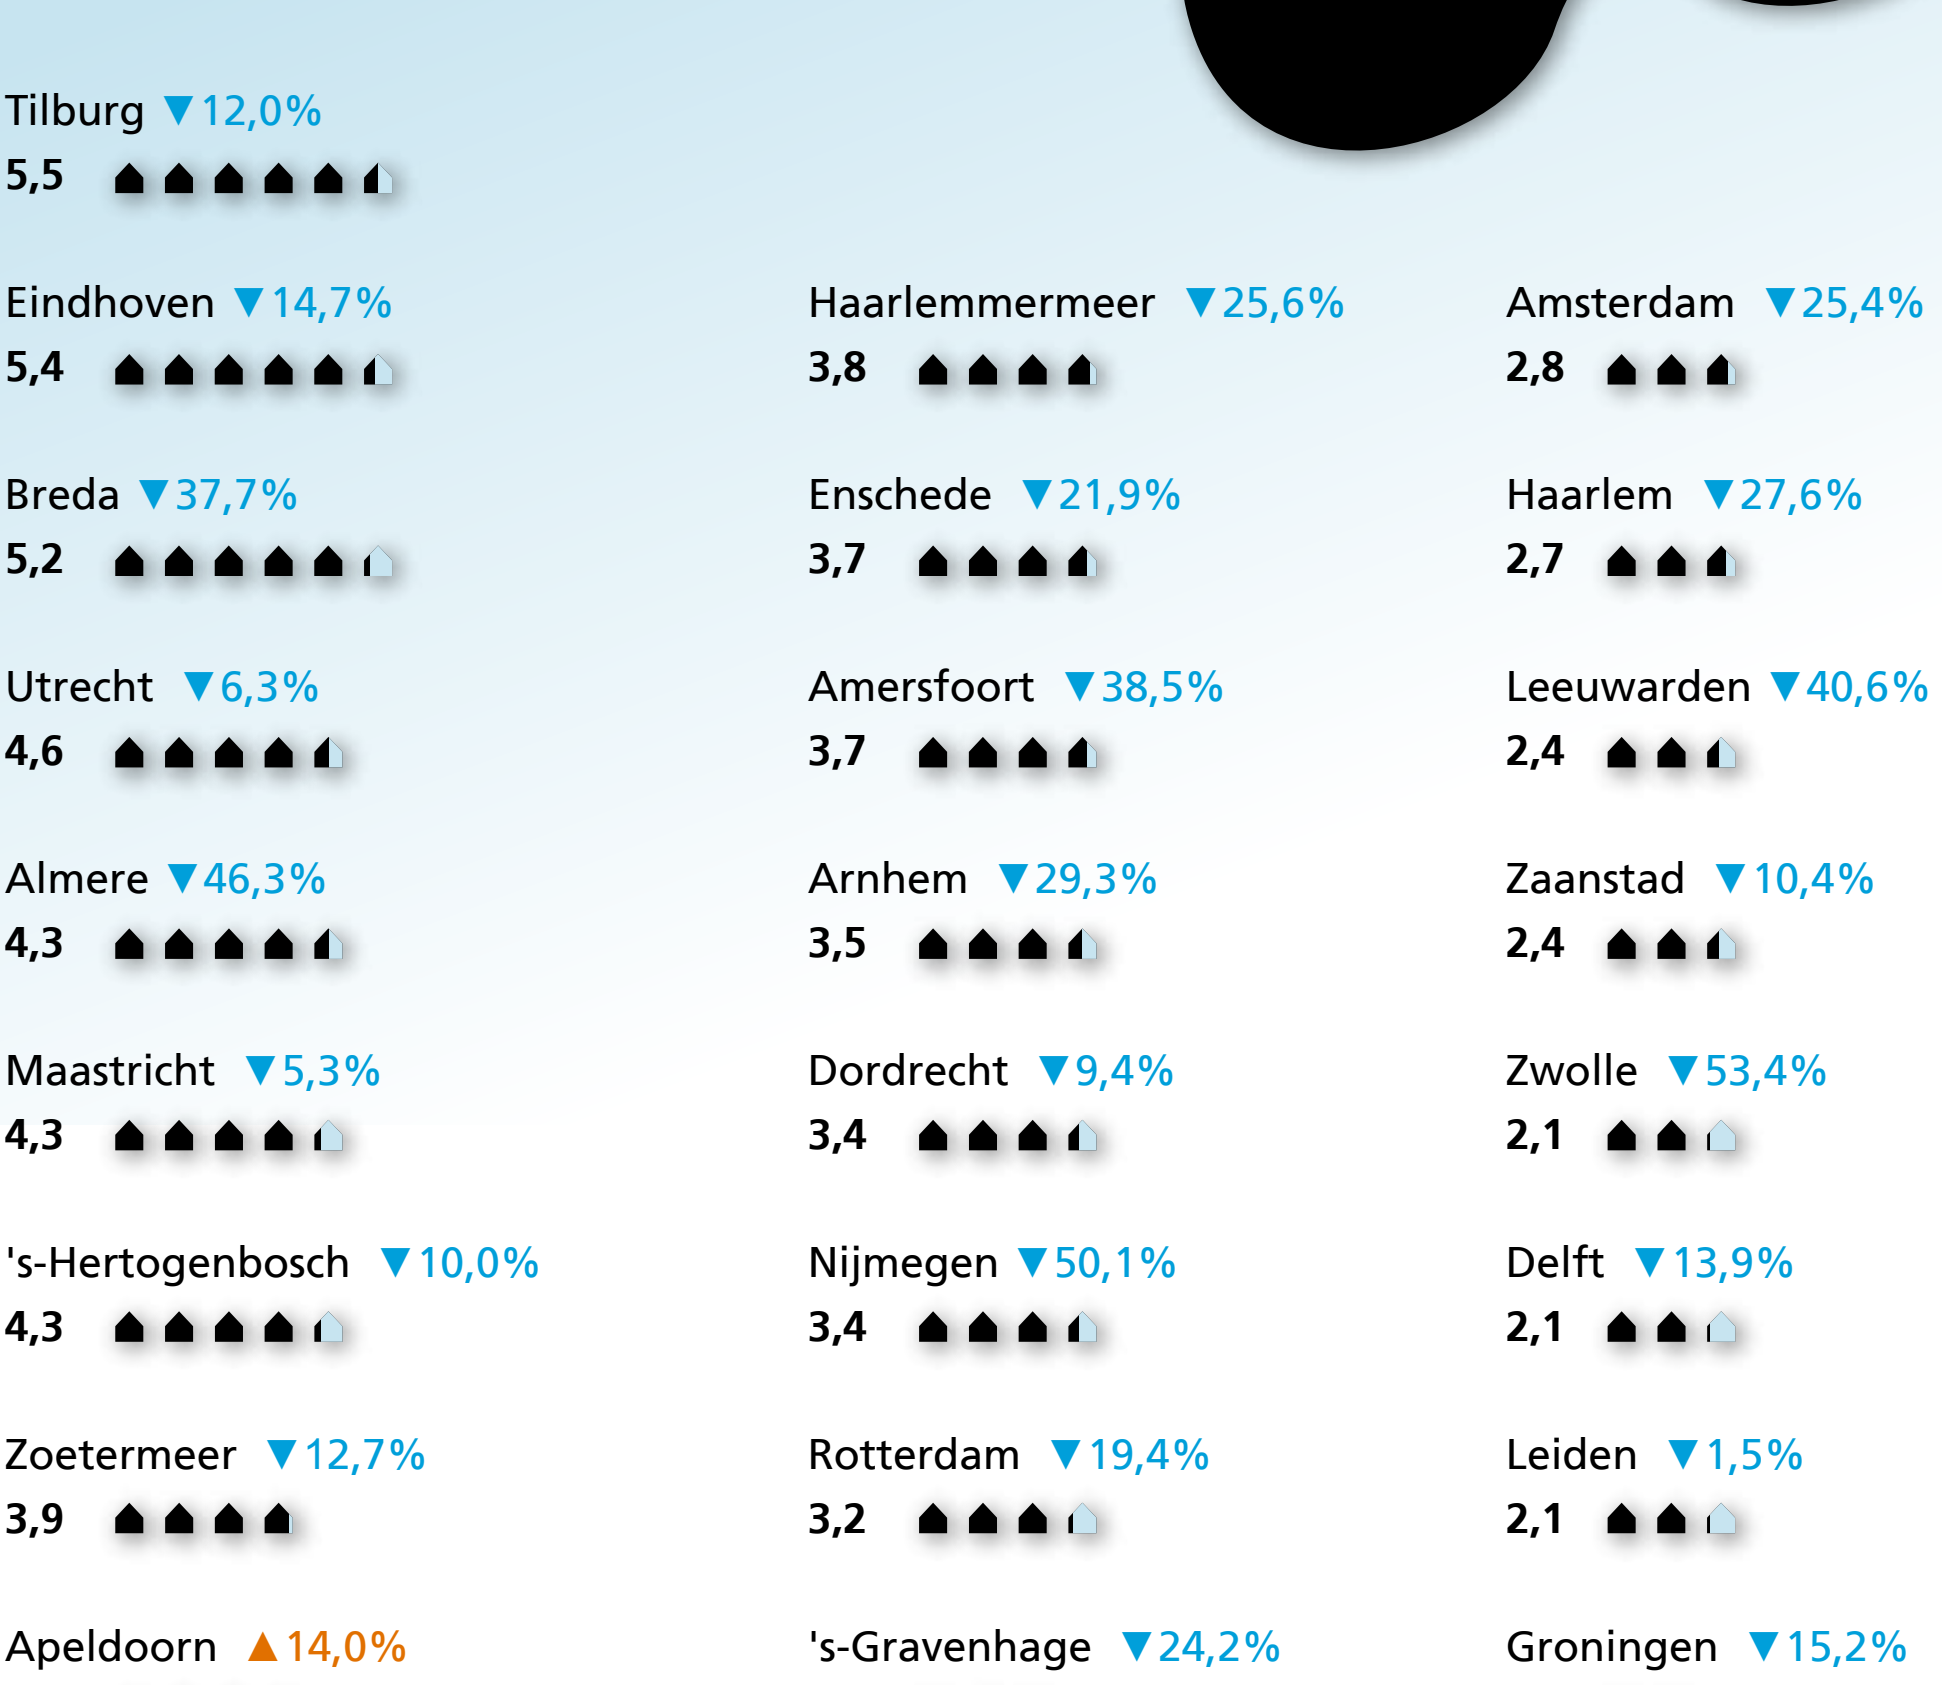 Tilburg ▼12,0%
5,5
Eindhoven ▼14,7%
5,4
Breda ▼37,7%
5,2
Utrecht ▼6,3%
4,6
Almere ▼46,3%
4,3
Maastricht ▼5,3%
4,3
's-Hertogenbosch ▼10,0%
4,3
Zoetermeer ▼12,7%
3,9
Apeldoorn ▲14,0%
Haarlemmermeer ▼25,6%
3,8
Enschede ▼21,9%
3,7
Amersfoort ▼38,5%
3,7
Arnhem ▼29,3%
3,5
Dordrecht ▼9,4%
3,4
Nijmegen ▼50,1%
3,4
Rotterdam ▼19,4%
3,2
's-Gravenhage ▼24,2%
Amsterdam ▼25,4%
2,8
Haarlem ▼27,6%
2,7
Leeuwarden ▼40,6%
2,4
Zaanstad ▼10,4%
2,4
Zwolle ▼53,4%
2,1
Delft ▼13,9%
2,1
Leiden ▼1,5%
2,1
Groningen ▼15,2%